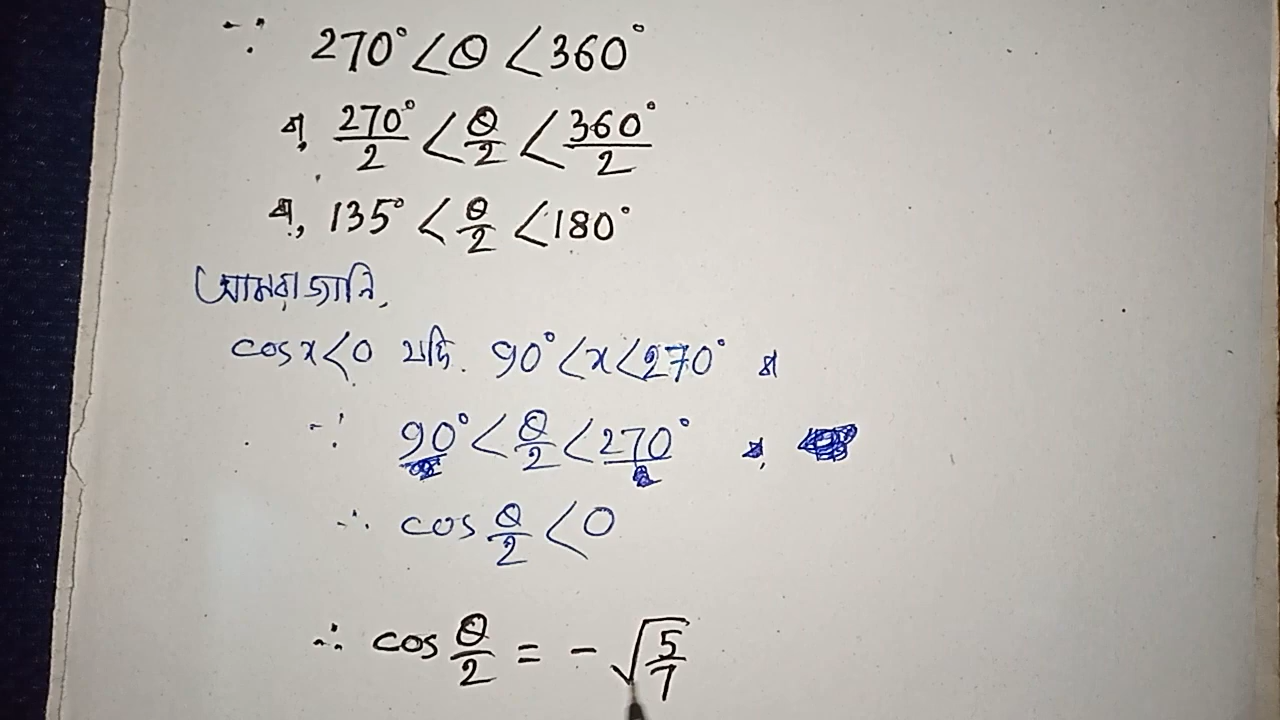 ∵ 270° < θ < 360°
বা, 270°/2 < θ/2 < 360°/2
বা, 135° < θ/2 < 180°
আমরা জানি,
cos x < 0 যদি 90° < x < 270°
∵ 90° < θ/2 < 270°
∴ cos θ/2 < 0
∴ cos θ/2 = - √5/7